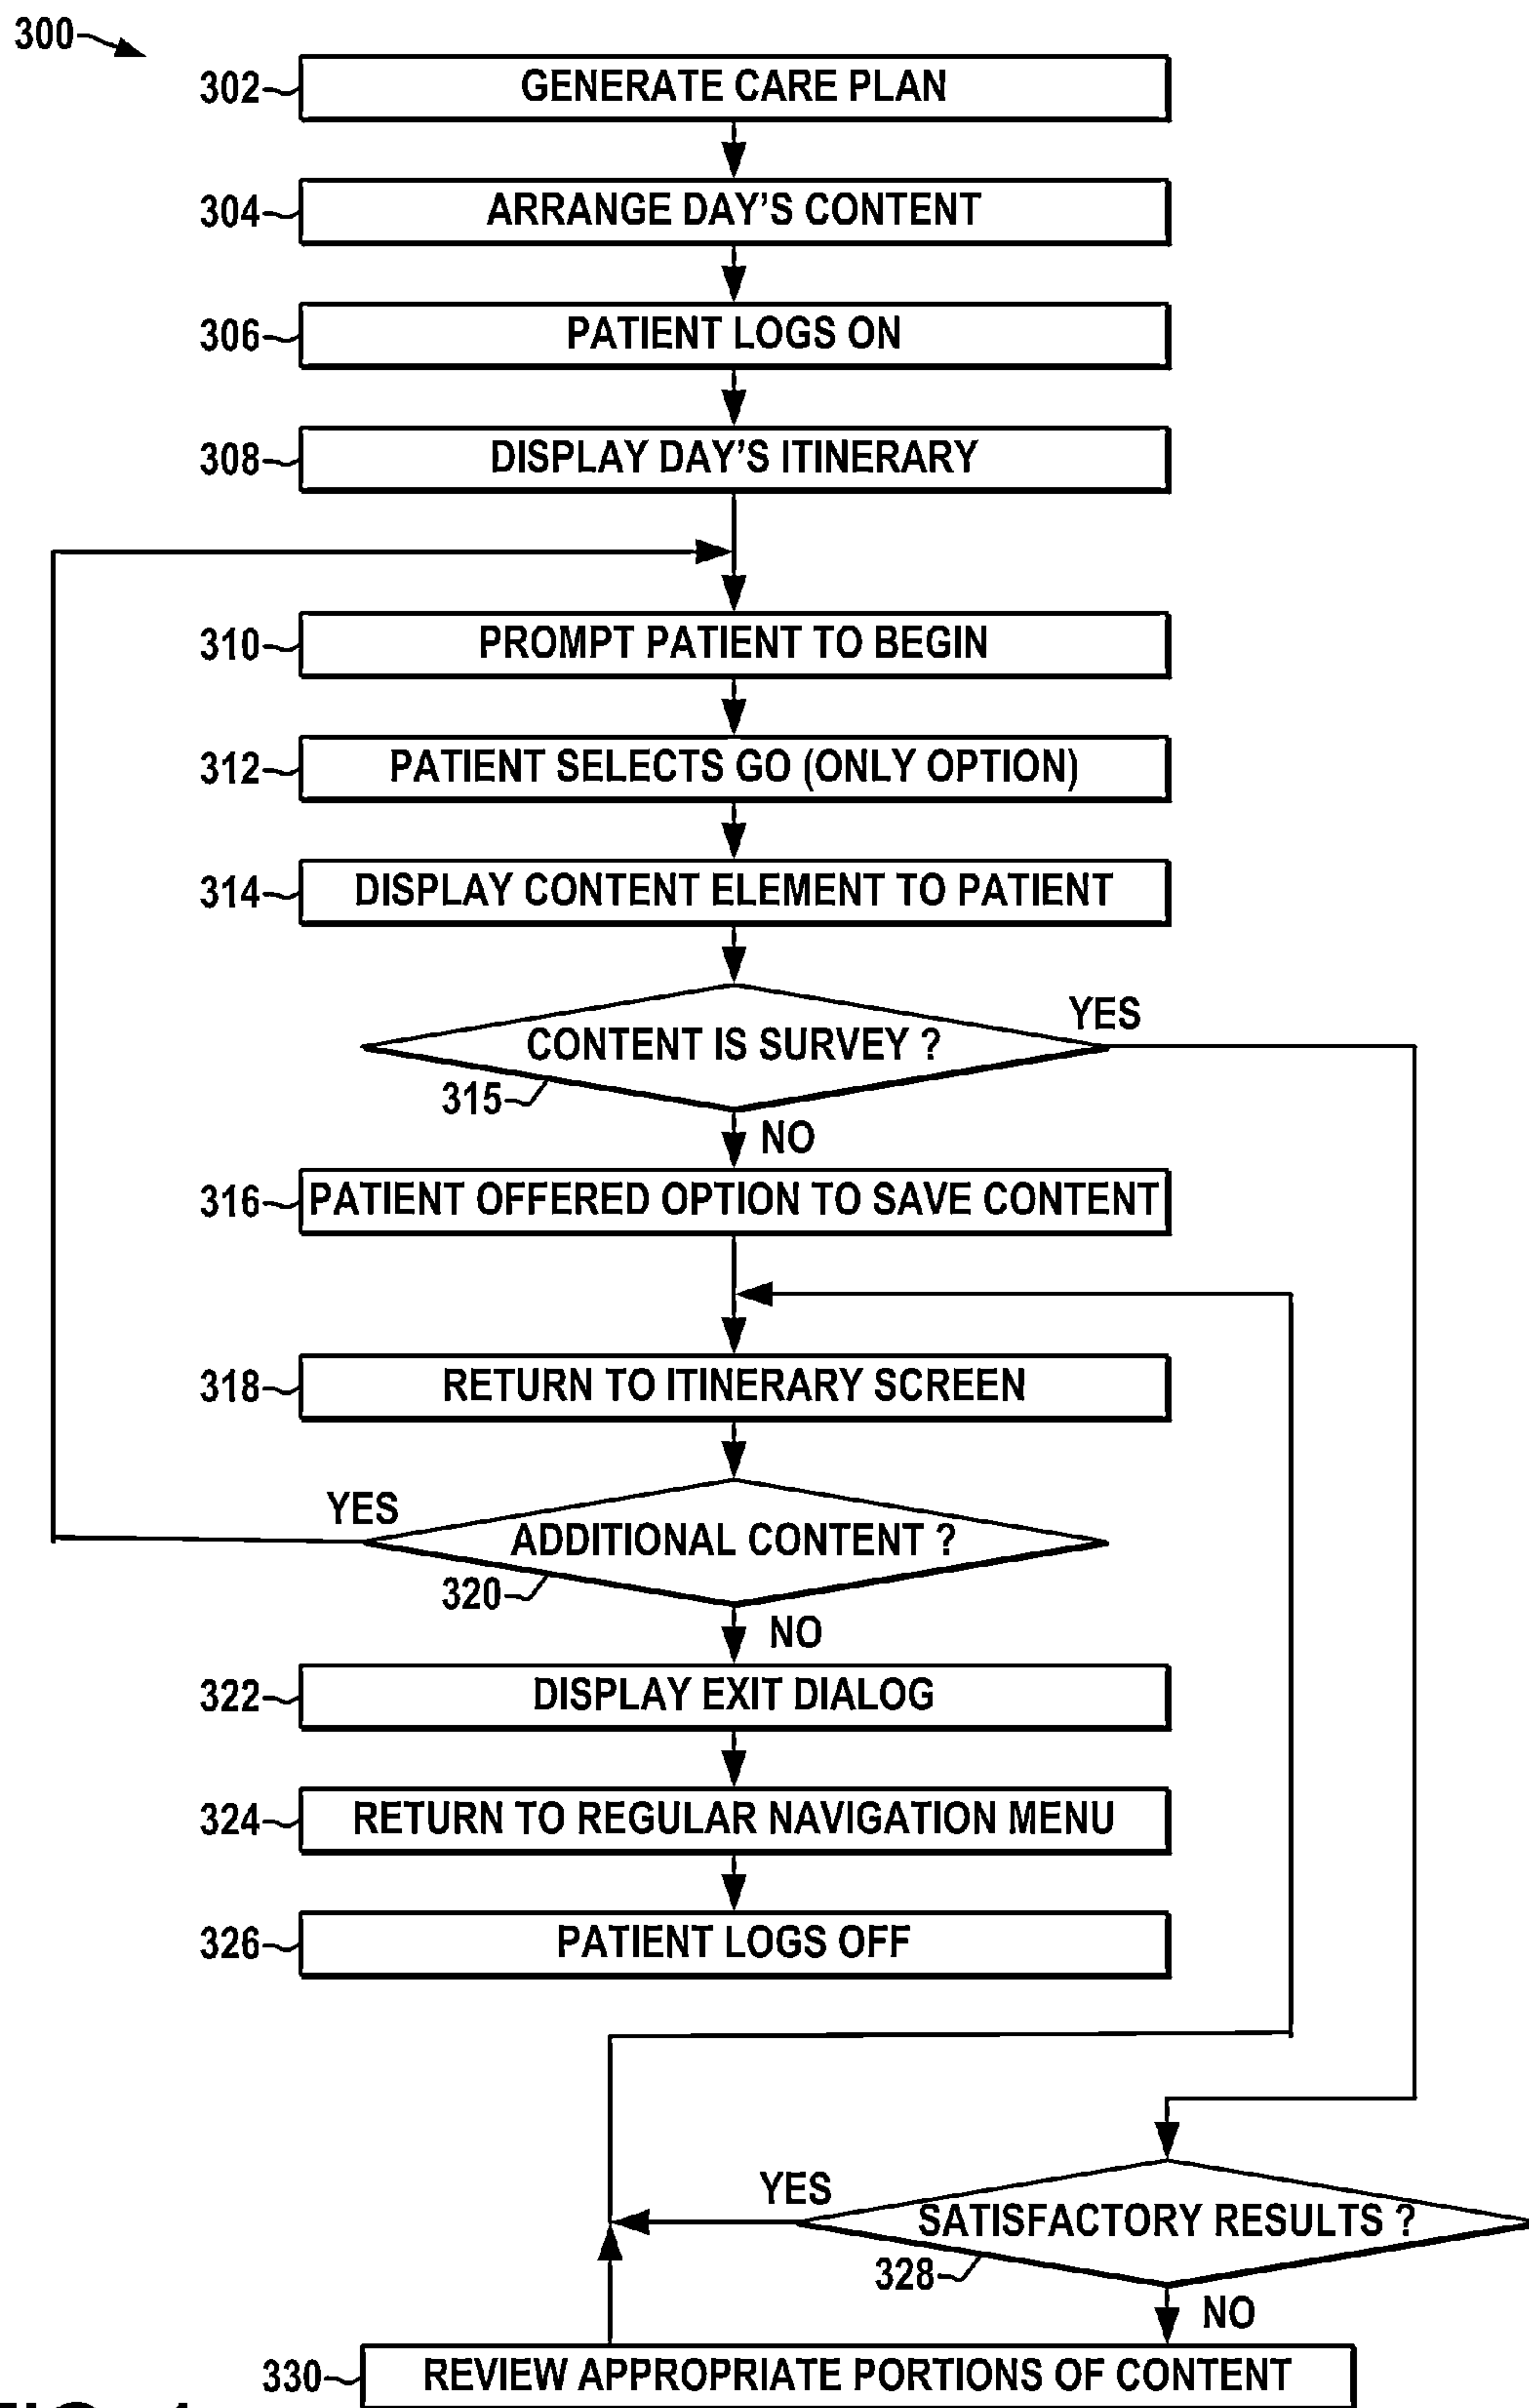 300
302 GENERATE CARE PLAN
304 ARRANGE DAY'S CONTENT
306 PATIENT LOGS ON
308 DISPLAY DAY'S ITINERARY
310 PROMPT PATIENT TO BEGIN
312 PATIENT SELECTS GO (ONLY OPTION)
314 DISPLAY CONTENT ELEMENT TO PATIENT
YES
CONTENT IS SURVEY ?
315
NO
316 PATIENT OFFERED OPTION TO SAVE CONTENT
318 RETURN TO ITINERARY SCREEN
YES
ADDITIONAL CONTENT ?
320
NO
322 DISPLAY EXIT DIALOG
324 RETURN TO REGULAR NAVIGATION MENU
326 PATIENT LOGS OFF
YES
SATISFACTORY RESULTS ?
328
NO
330 REVIEW APPROPRIATE PORTIONS OF CONTENT